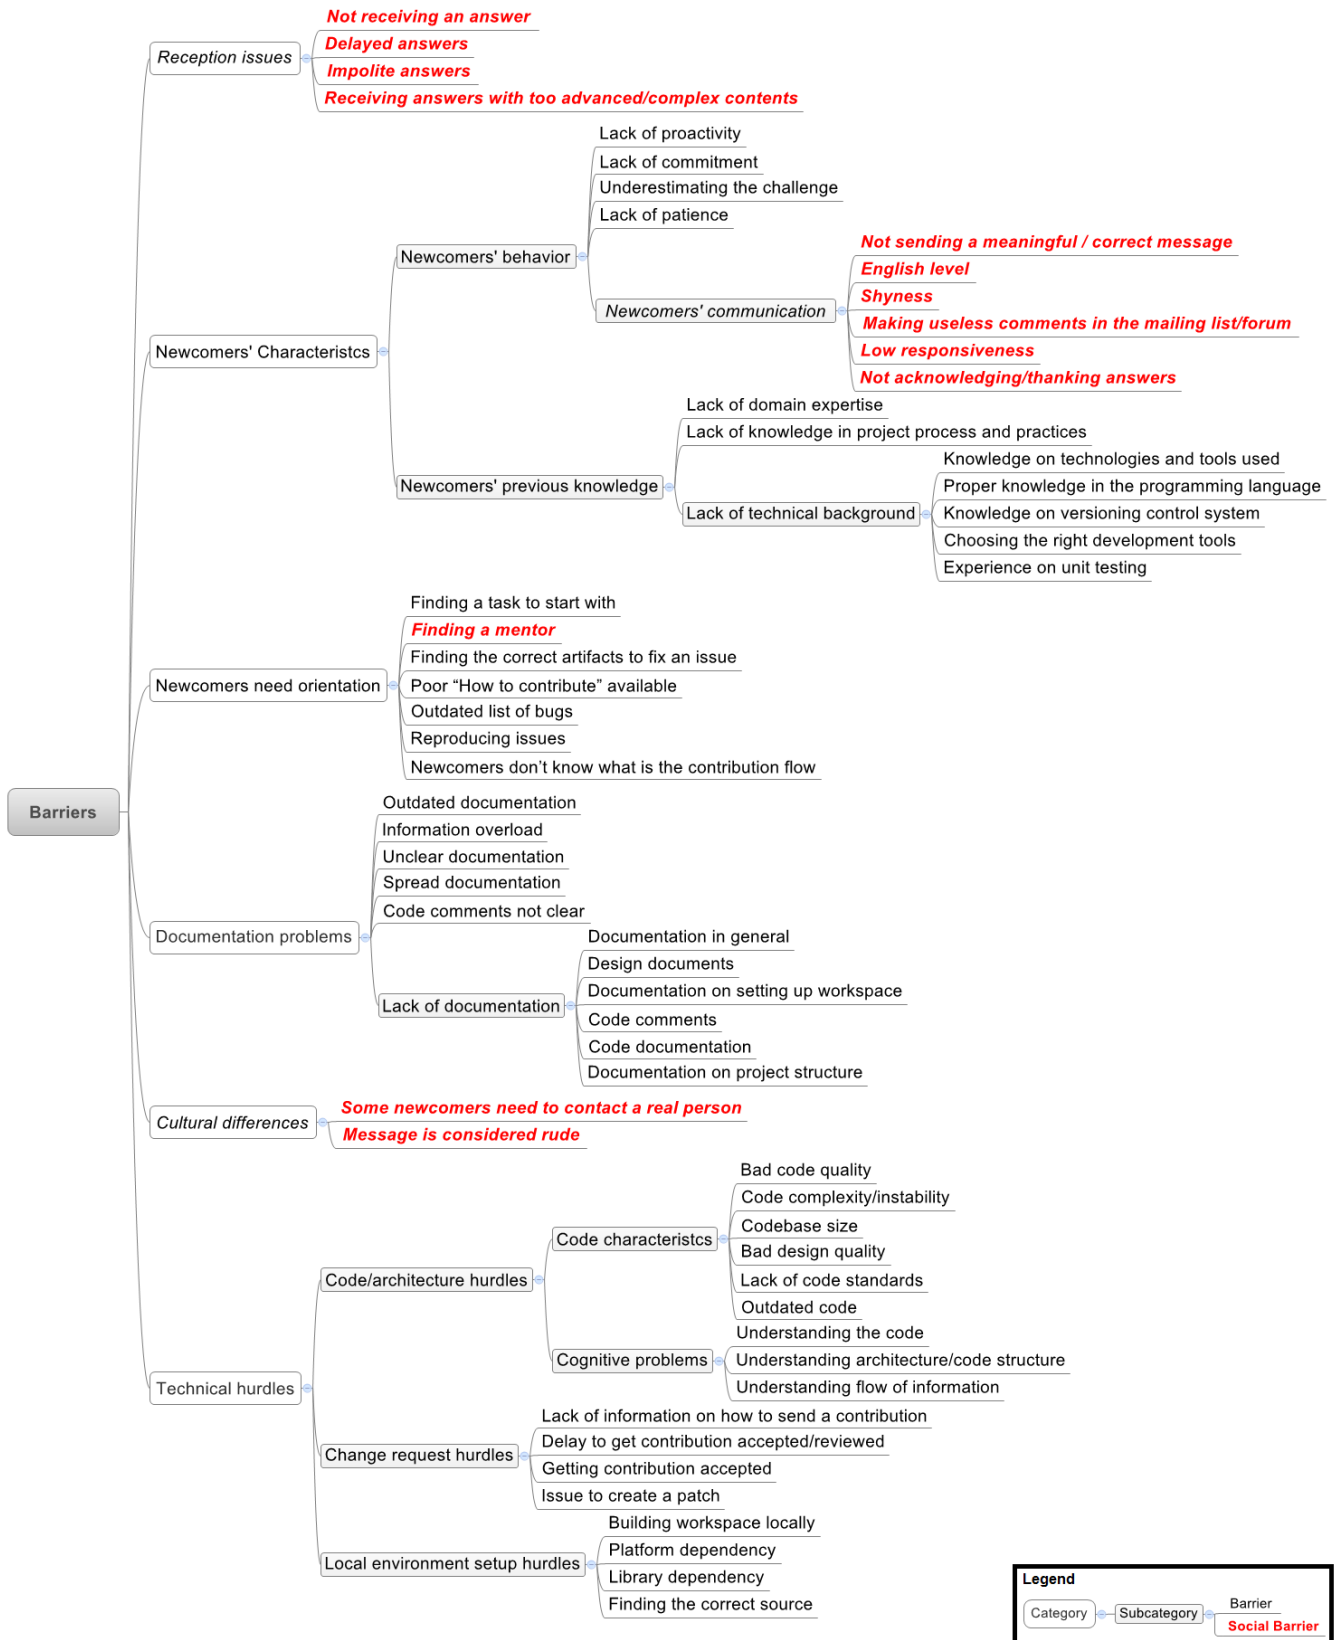 Not receiving an answer
Delayed answers
Reception issues
Impolite answers
Receiving answers with too advanced/complex contents
Lack of proactivity
Lack of commitment
Underestimating the challenge
Lack of patience
Newcomers' behavior
Not sending a meaningful / correct message
English level
Shyness
Newcomers' communication
Making useless comments in the mailing list/forum
Low responsiveness
Not acknowledging/thanking answers
Newcomers' Characteristcs
Lack of domain expertise
Lack of knowledge in project process and practices
Newcomers' previous knowledge
Knowledge on technologies and tools used
Proper knowledge in the programming language
Lack of technical background
Knowledge on versioning control system
Choosing the right development tools
Experience on unit testing
Finding a task to start with
Finding a mentor
Finding the correct artifacts to fix an issue
Newcomers need orientation
Poor “How to contribute” available
Outdated list of bugs
Reproducing issues
Newcomers don’t know what is the contribution flow
Barriers
Outdated documentation
Information overload
Unclear documentation
Spread documentation
Code comments not clear
Documentation problems
Documentation in general
Design documents
Documentation on setting up workspace
Lack of documentation
Code comments
Code documentation
Documentation on project structure
Cultural differences
Some newcomers need to contact a real person
Message is considered rude
Bad code quality
Code complexity/instability
Codebase size
Code characteristcs
Bad design quality
Lack of code standards
Outdated code
Code/architecture hurdles
Understanding the code
Cognitive problems
Understanding architecture/code structure
Understanding flow of information
Technical hurdles
Lack of information on how to send a contribution
Delay to get contribution accepted/reviewed
Change request hurdles
Getting contribution accepted
Issue to create a patch
Building workspace locally
Platform dependency
Local environment setup hurdles
Library dependency
Finding the correct source
Legend
Category
Subcategory
Barrier
Social Barrier